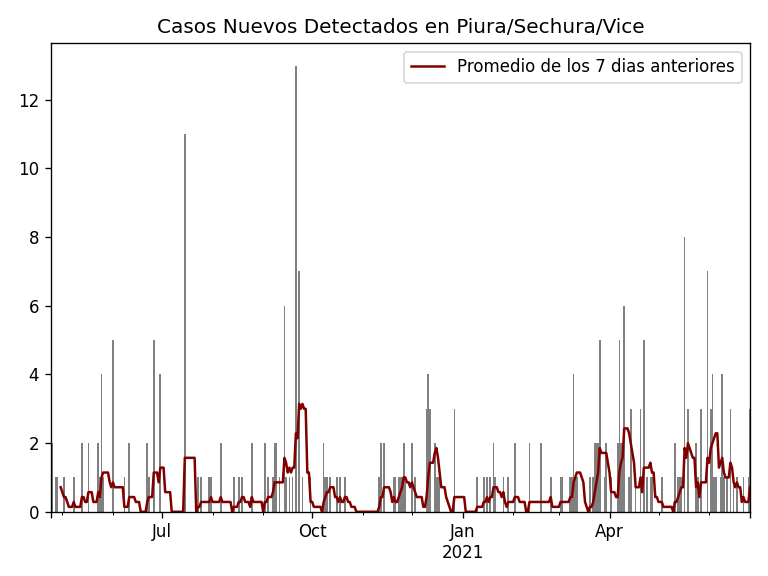 Casos Nuevos Detectados en Piura/Sechura/Vice
Promedio de los 7 dias anteriores
12
10
8
6
4
2
0
Jul
Oct
Jan
2021
Apr